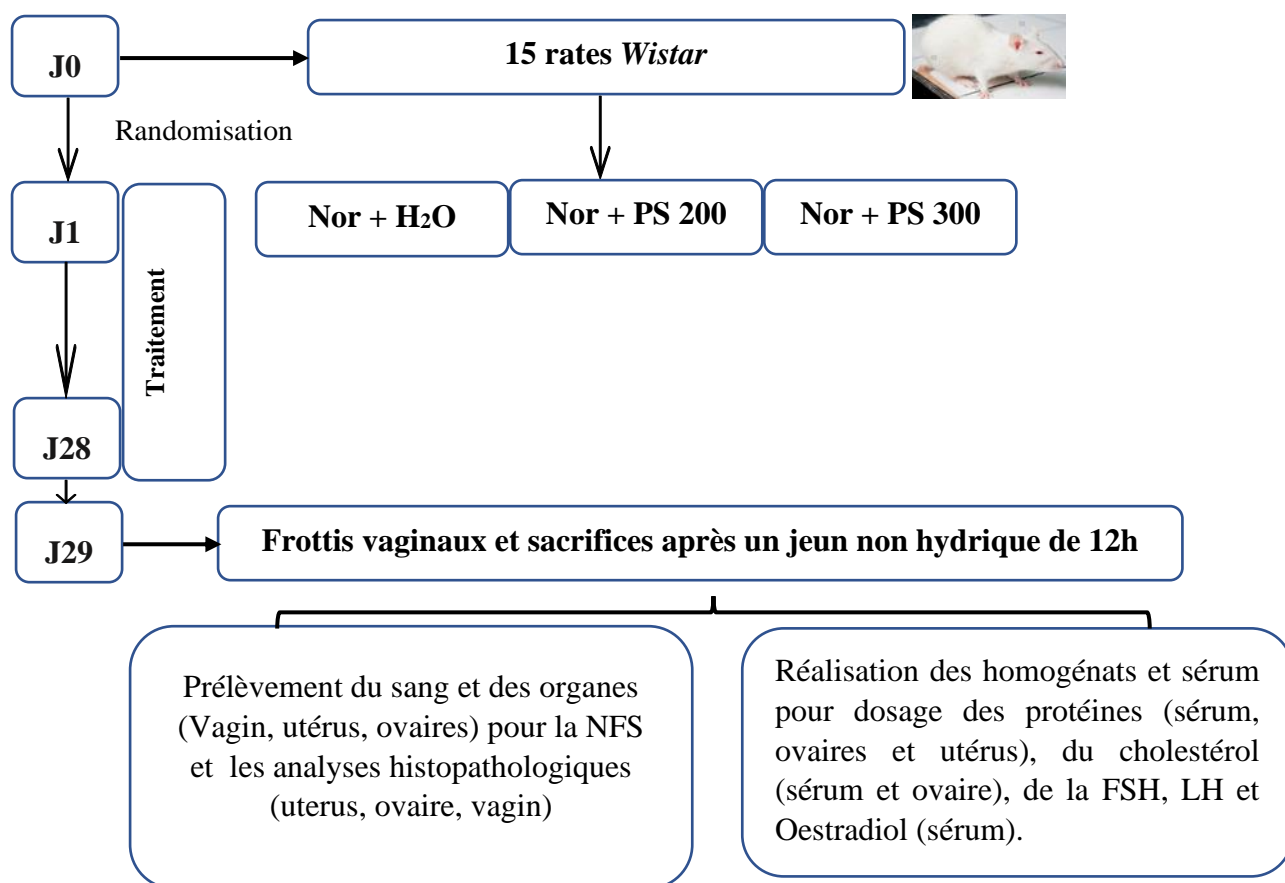 J0
15 rates Wistar
Randomisation
J1
Nor + H₂O
Nor + PS 200
Nor + PS 300
Traitement
J28
J29
Frottis vaginaux et sacrifices après un jeun non hydrique de 12h
Prélèvement du sang et des organes
(Vagin, utérus, ovaires) pour la NFS
et les analyses histopathologiques
(uterus, ovaire, vagin)
Réalisation des homogénats et sérum
pour dosage des protéines (sérum,
ovaires et utérus), du cholestérol
(sérum et ovaire), de la FSH, LH et
Oestradiol (sérum).